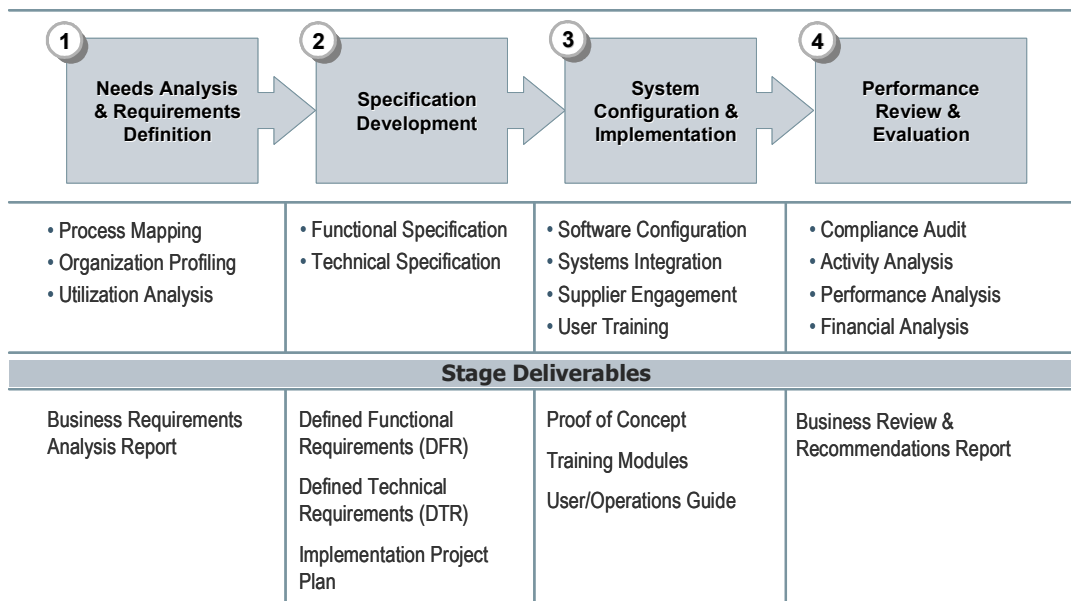 1
Needs Analysis
& Requirements
Definition
2
Specification
Development
3
System
Configuration &
Implementation
4
Performance
Review &
Evaluation
• Process Mapping
• Organization Profiling
• Utilization Analysis
• Functional Specification
• Technical Specification
• Software Configuration
• Systems Integration
• Supplier Engagement
• User Training
• Compliance Audit
• Activity Analysis
• Performance Analysis
• Financial Analysis
Stage Deliverables
Business Requirements
Analysis Report
Defined Functional
Requirements (DFR)
Defined Technical
Requirements (DTR)
Implementation Project
Plan
Proof of Concept
Training Modules
User/Operations Guide
Business Review &
Recommendations Report